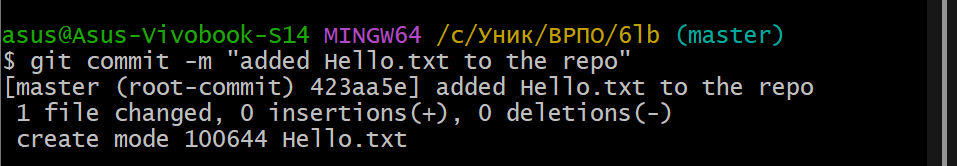 asus@Asus-Vivobook-S14 MINGW64 /c/Уник/ВРПО/6lb (master)
$ git commit -m "added Hello.txt to the repo"
[master (root-commit) 423aa5e] added Hello.txt to the repo
 1 file changed, 0 insertions(+), 0 deletions(-)
 create mode 100644 Hello.txt